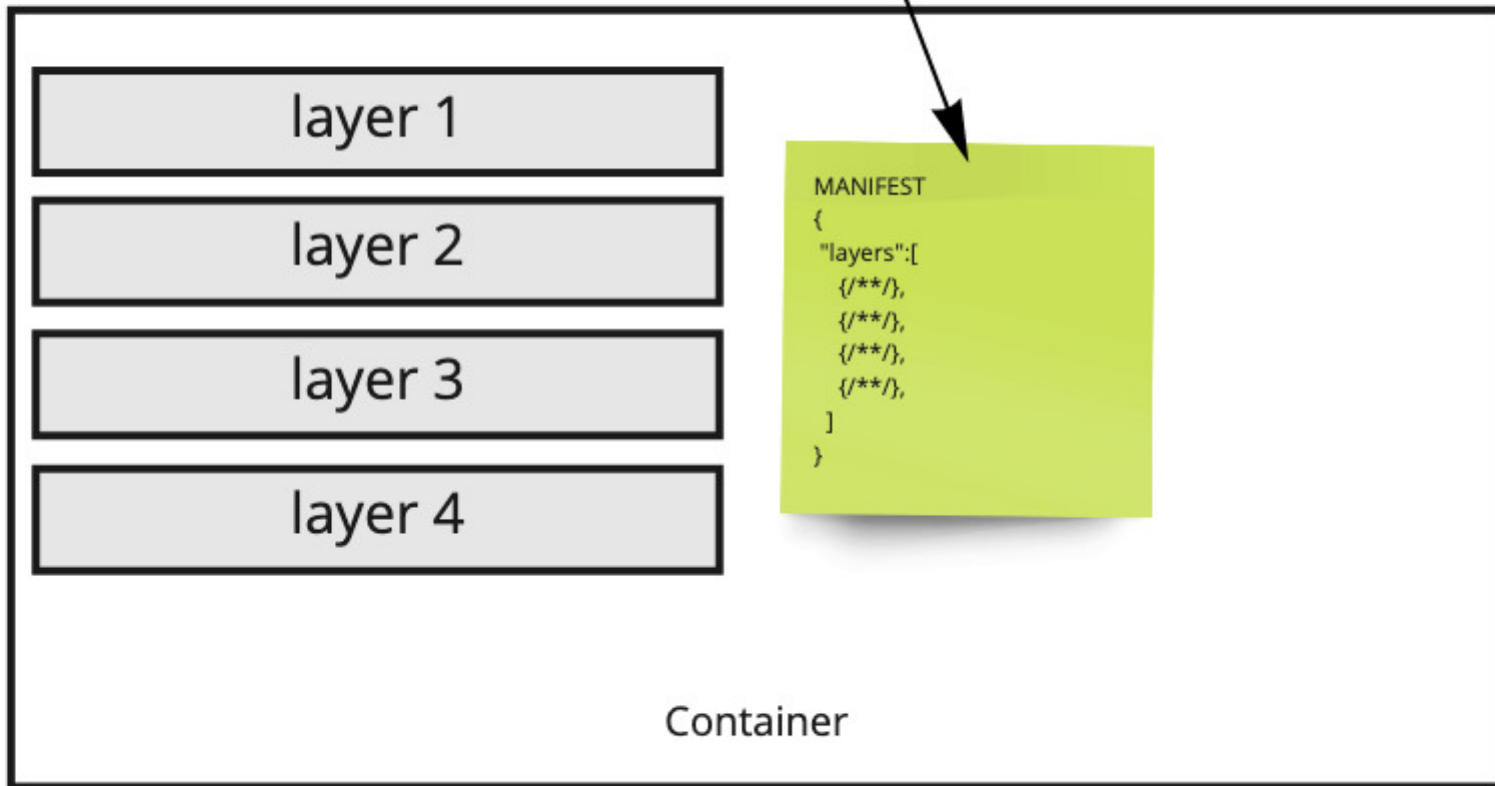 layer 1
layer 2
layer 3
layer 4
MANIFEST
{
"layers":[
{/**/},
{/**/},
{/**/},
{/**/},
]
}
Container